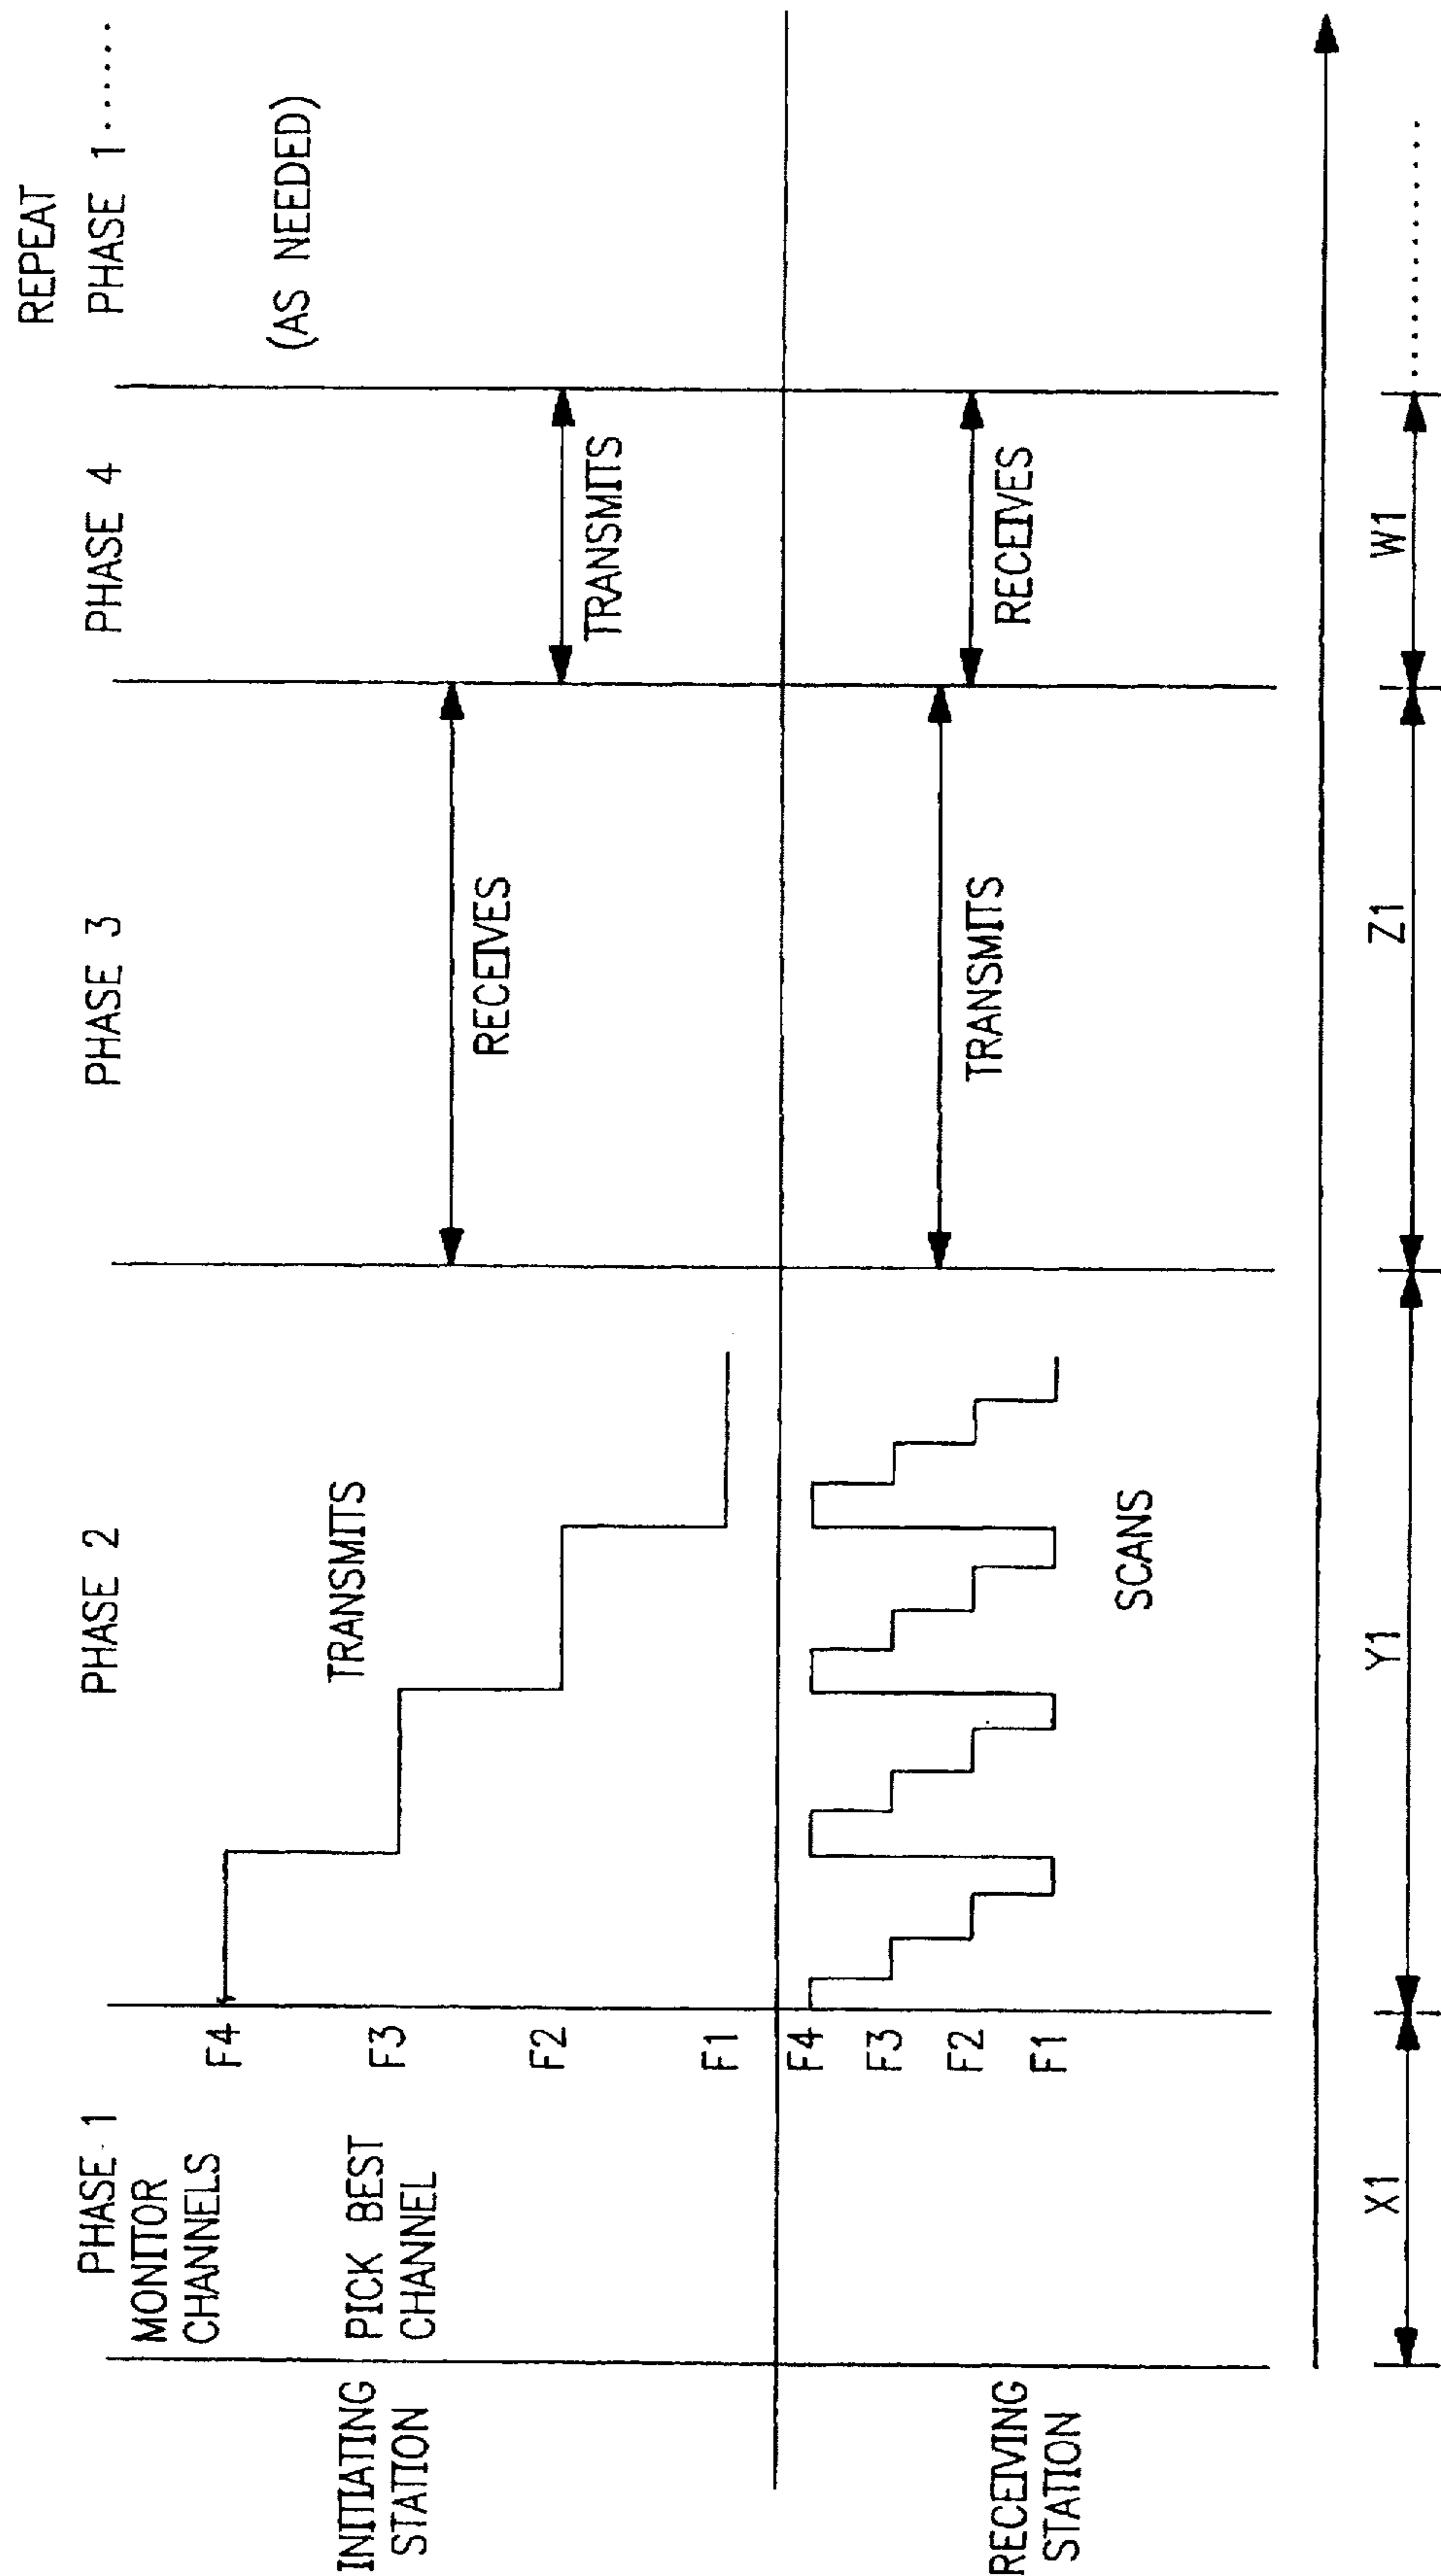 REPEAT
PHASE 1
MONITOR
CHANNELS
PHASE 2
PHASE 3
PHASE 4
PHASE 1......
(AS NEEDED)
INITIATING
STATION
PICK BEST
CHANNEL
F4
F3
F2
F1
TRANSMITS
RECEIVES
TRANSMITS
RECEIVING
STATION
F4
F3
F2
F1
SCANS
TRANSMITS
RECEIVES
X1
Y1
Z1
W1
..............